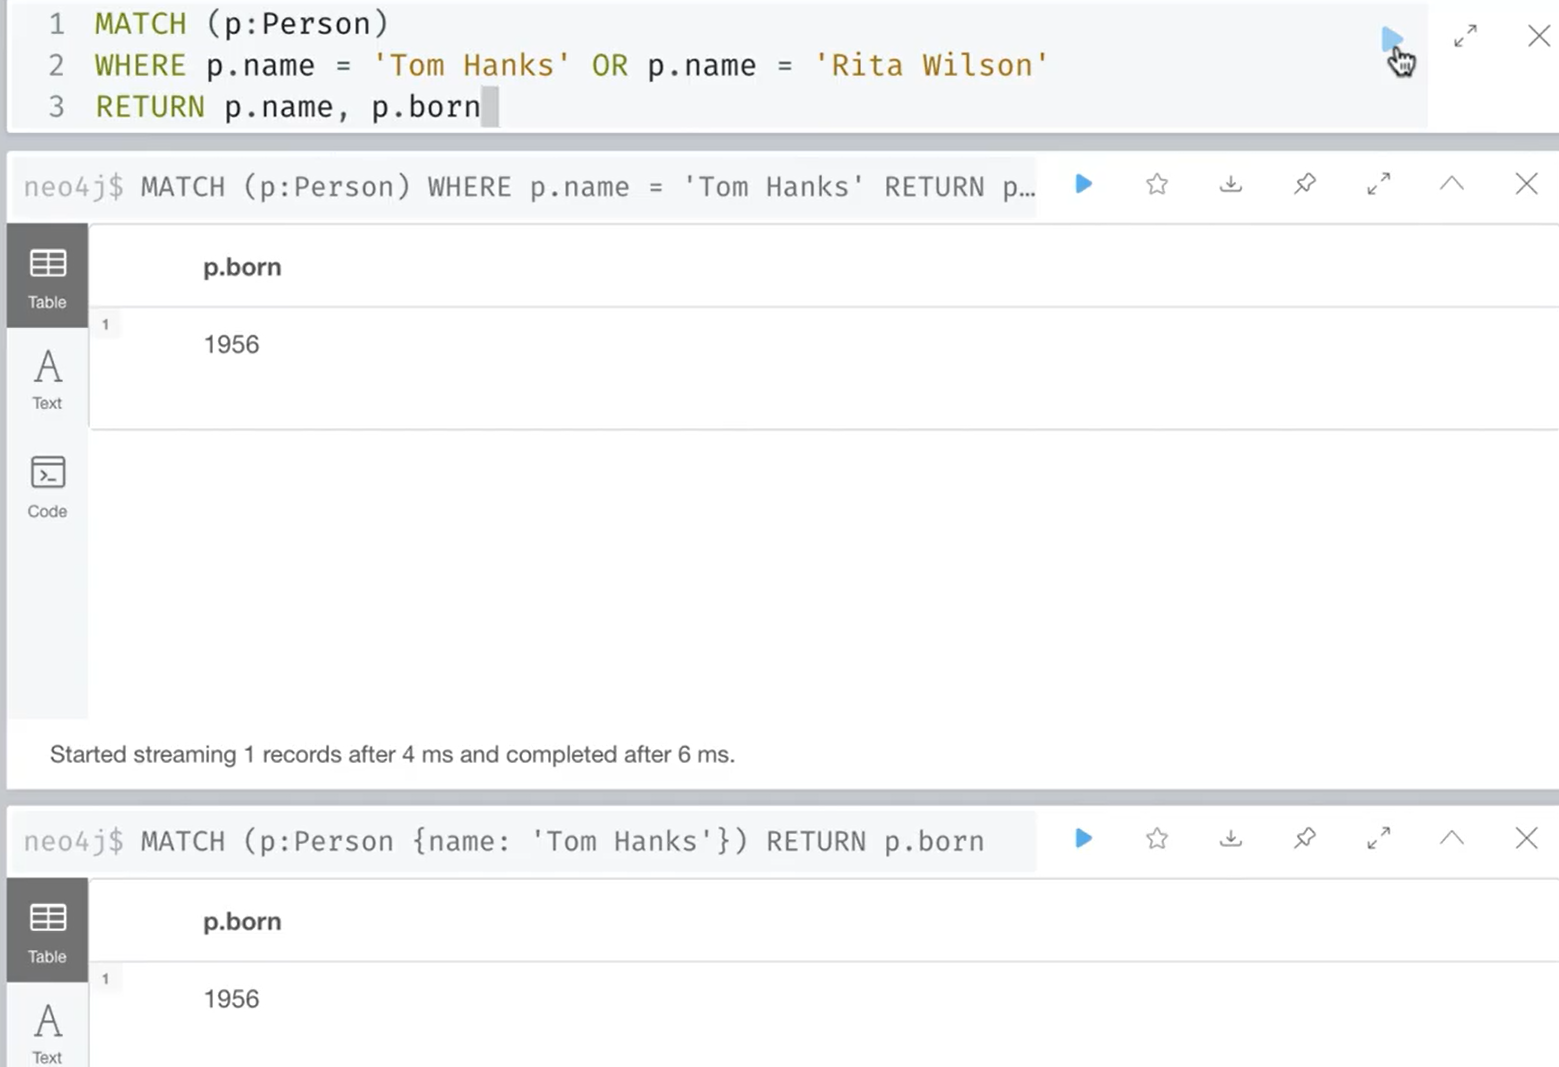 1 MATCH (p:Person)
2 WHERE p.name = 'Tom Hanks' OR p.name = 'Rita Wilson'
3 RETURN p.name, p.born
neo4j$ MATCH (p:Person) WHERE p.name = 'Tom Hanks' RETURN p…
Table
p.born
1
1956
Text
Code
Started streaming 1 records after 4 ms and completed after 6 ms.
neo4j$ MATCH (p:Person {name: 'Tom Hanks'}) RETURN p.born
Table
p.born
1
1956
Text